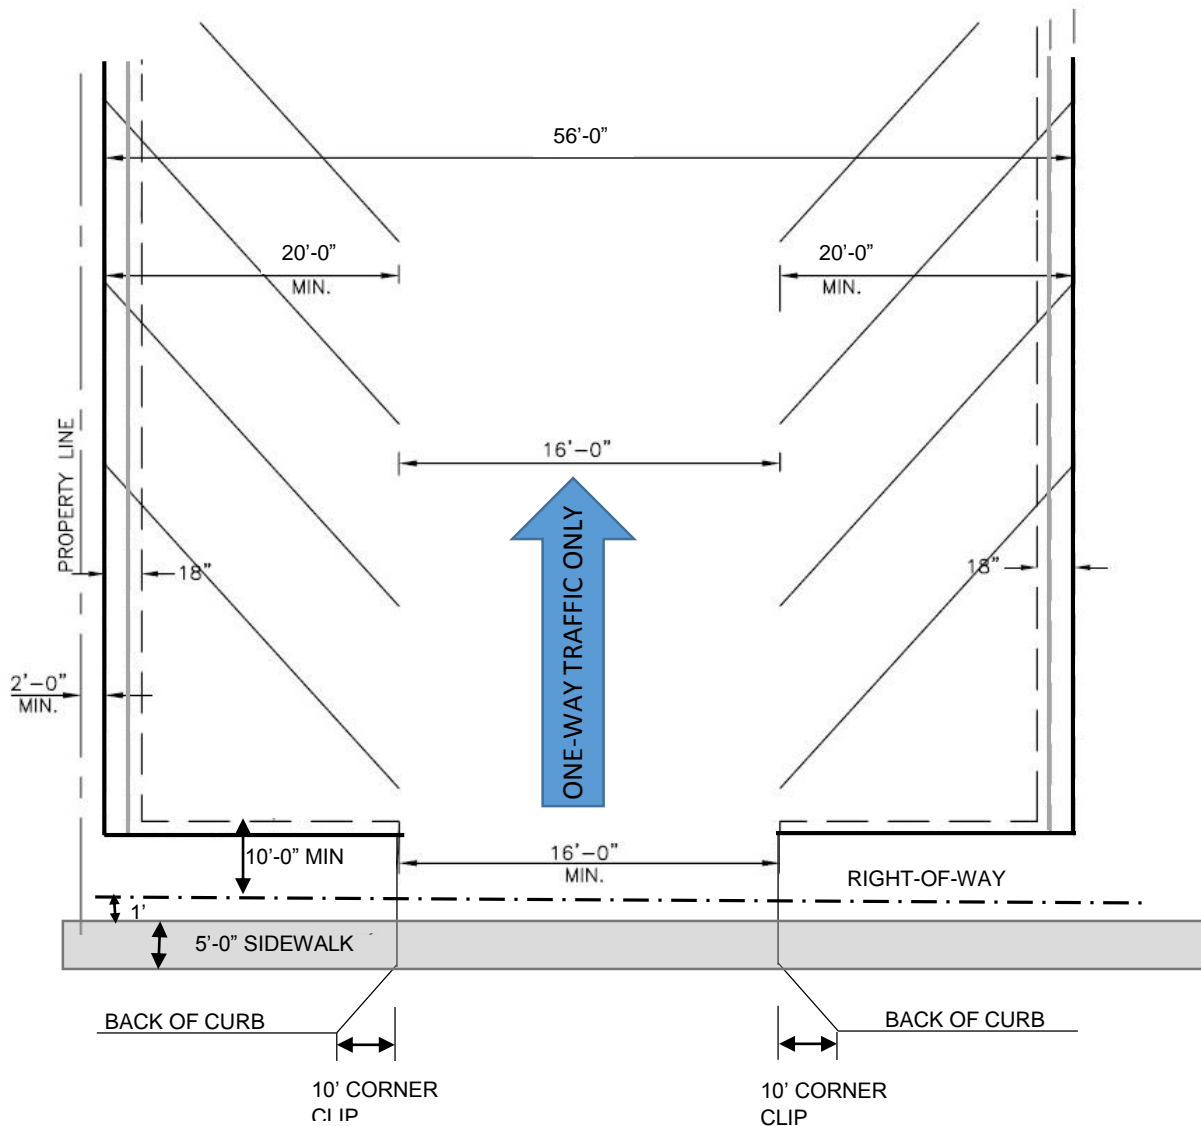 56’-0”
20’-0”
MIN.
20’-0”
MIN.
16’-0”
PROPERTY LINE
ONE-WAY TRAFFIC ONLY
18”
18”
2’-0”
MIN.
10’-0” MIN
16’-0”
MIN.
RIGHT-OF-WAY
1’
5’-0” SIDEWALK
BACK OF CURB
BACK OF CURB
10’ CORNER
CLIP
10’ CORNER
CLIP